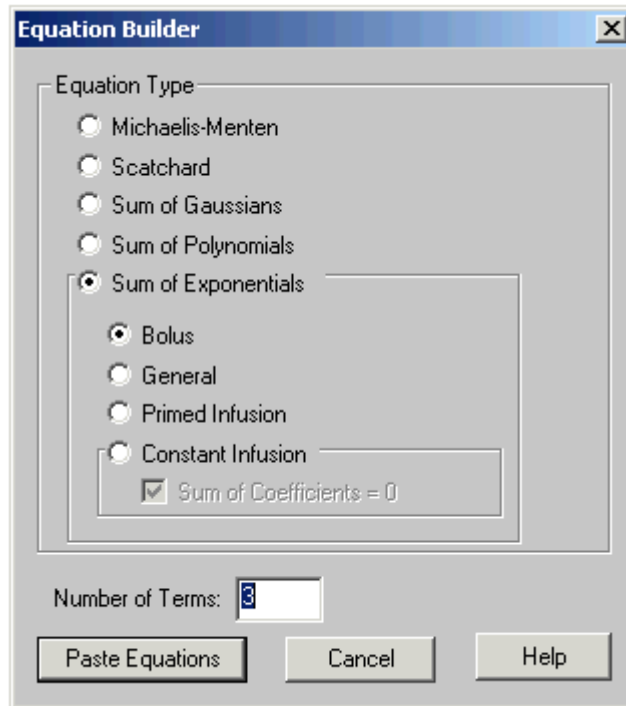 Equation Builder
Equation Type
Michaelis-Menten
Scatchard
Sum of Gaussians
Sum of Polynomials
Sum of Exponentials
Bolus
General
Primed Infusion
Constant Infusion
Sum of Coefficients = 0
Number of Terms: 3
Paste Equations Cancel Help